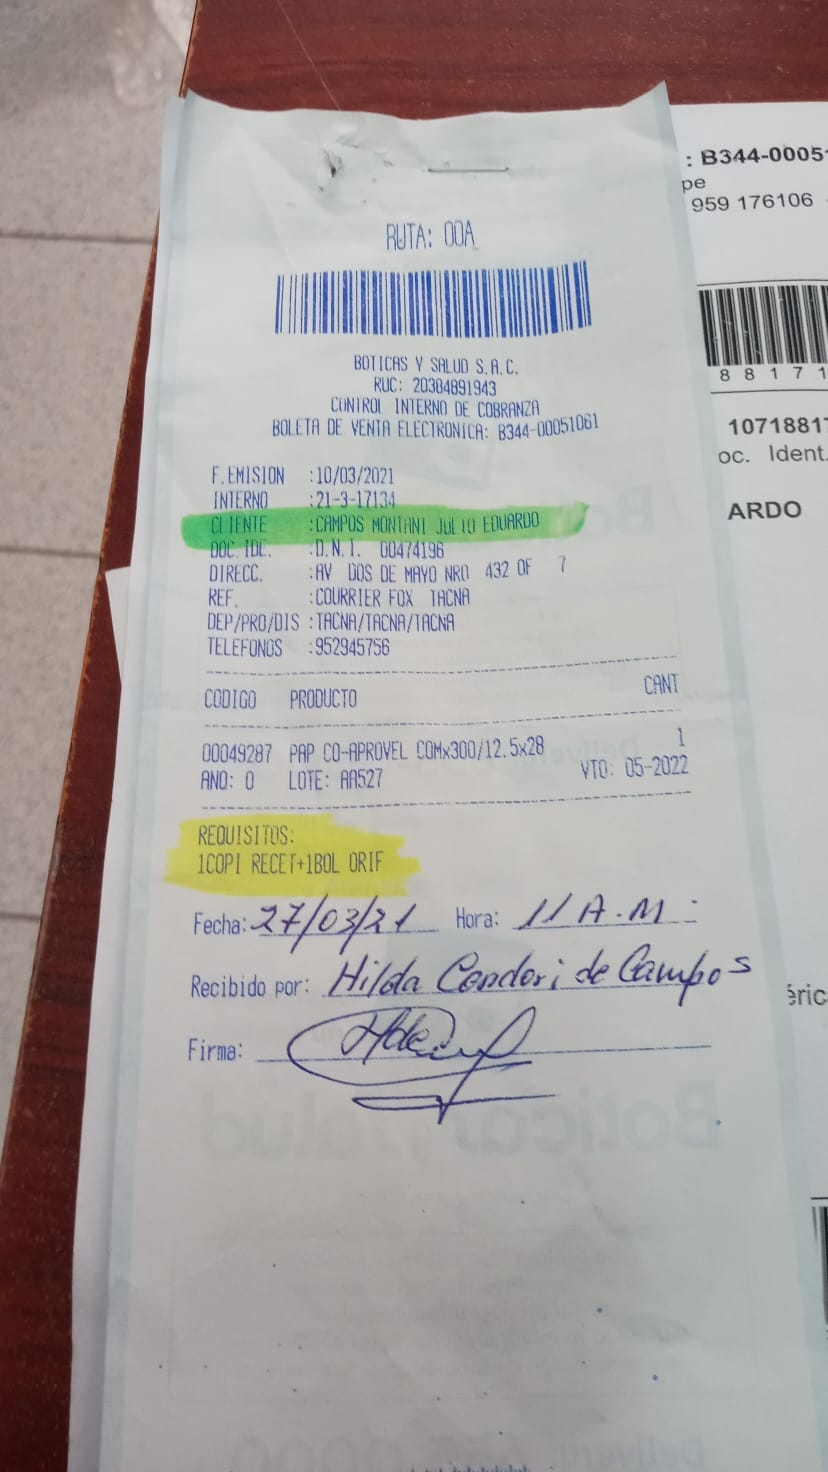 RUTA: 00A
BOTICAS Y SALUD S.A.C.
RUC: 20384891943
CONTROL INTERNO DE COBRANZA
BOLETA DE VENTA ELECTRONICA: B344-00051061
F.EMISION :10/03/2021
INTERNO :21-3-17134
CLIENTE :CAMPOS MONTANI JULIO EDUARDO
DOC.IDE. :D.N.I. 00474196
DIRECC. :AV DOS DE MAYO NRO 432 OF 7
REF. :COURRIER FOX TACNA
DEP/PRO/DIS :TACNA/TACNA/TACNA
TELEFONOS :952945756
CODIGO PRODUCTO CANT
00049287 PAP CO-APROVEL COMx300/12.5x28 1
ANO: 0 LOTE: AA527 VTO: 05-2022
REQUISITOS:
1COPI RECET+1BOL ORIF
Fecha: 27/03/21 Hora: 11 A.M
Recibido por: Hilda Condori de Campos
Firma:
: B344-0005
pe
959 176106
8 8 1 7 1
1071881
oc. Ident.
ARDO
éric